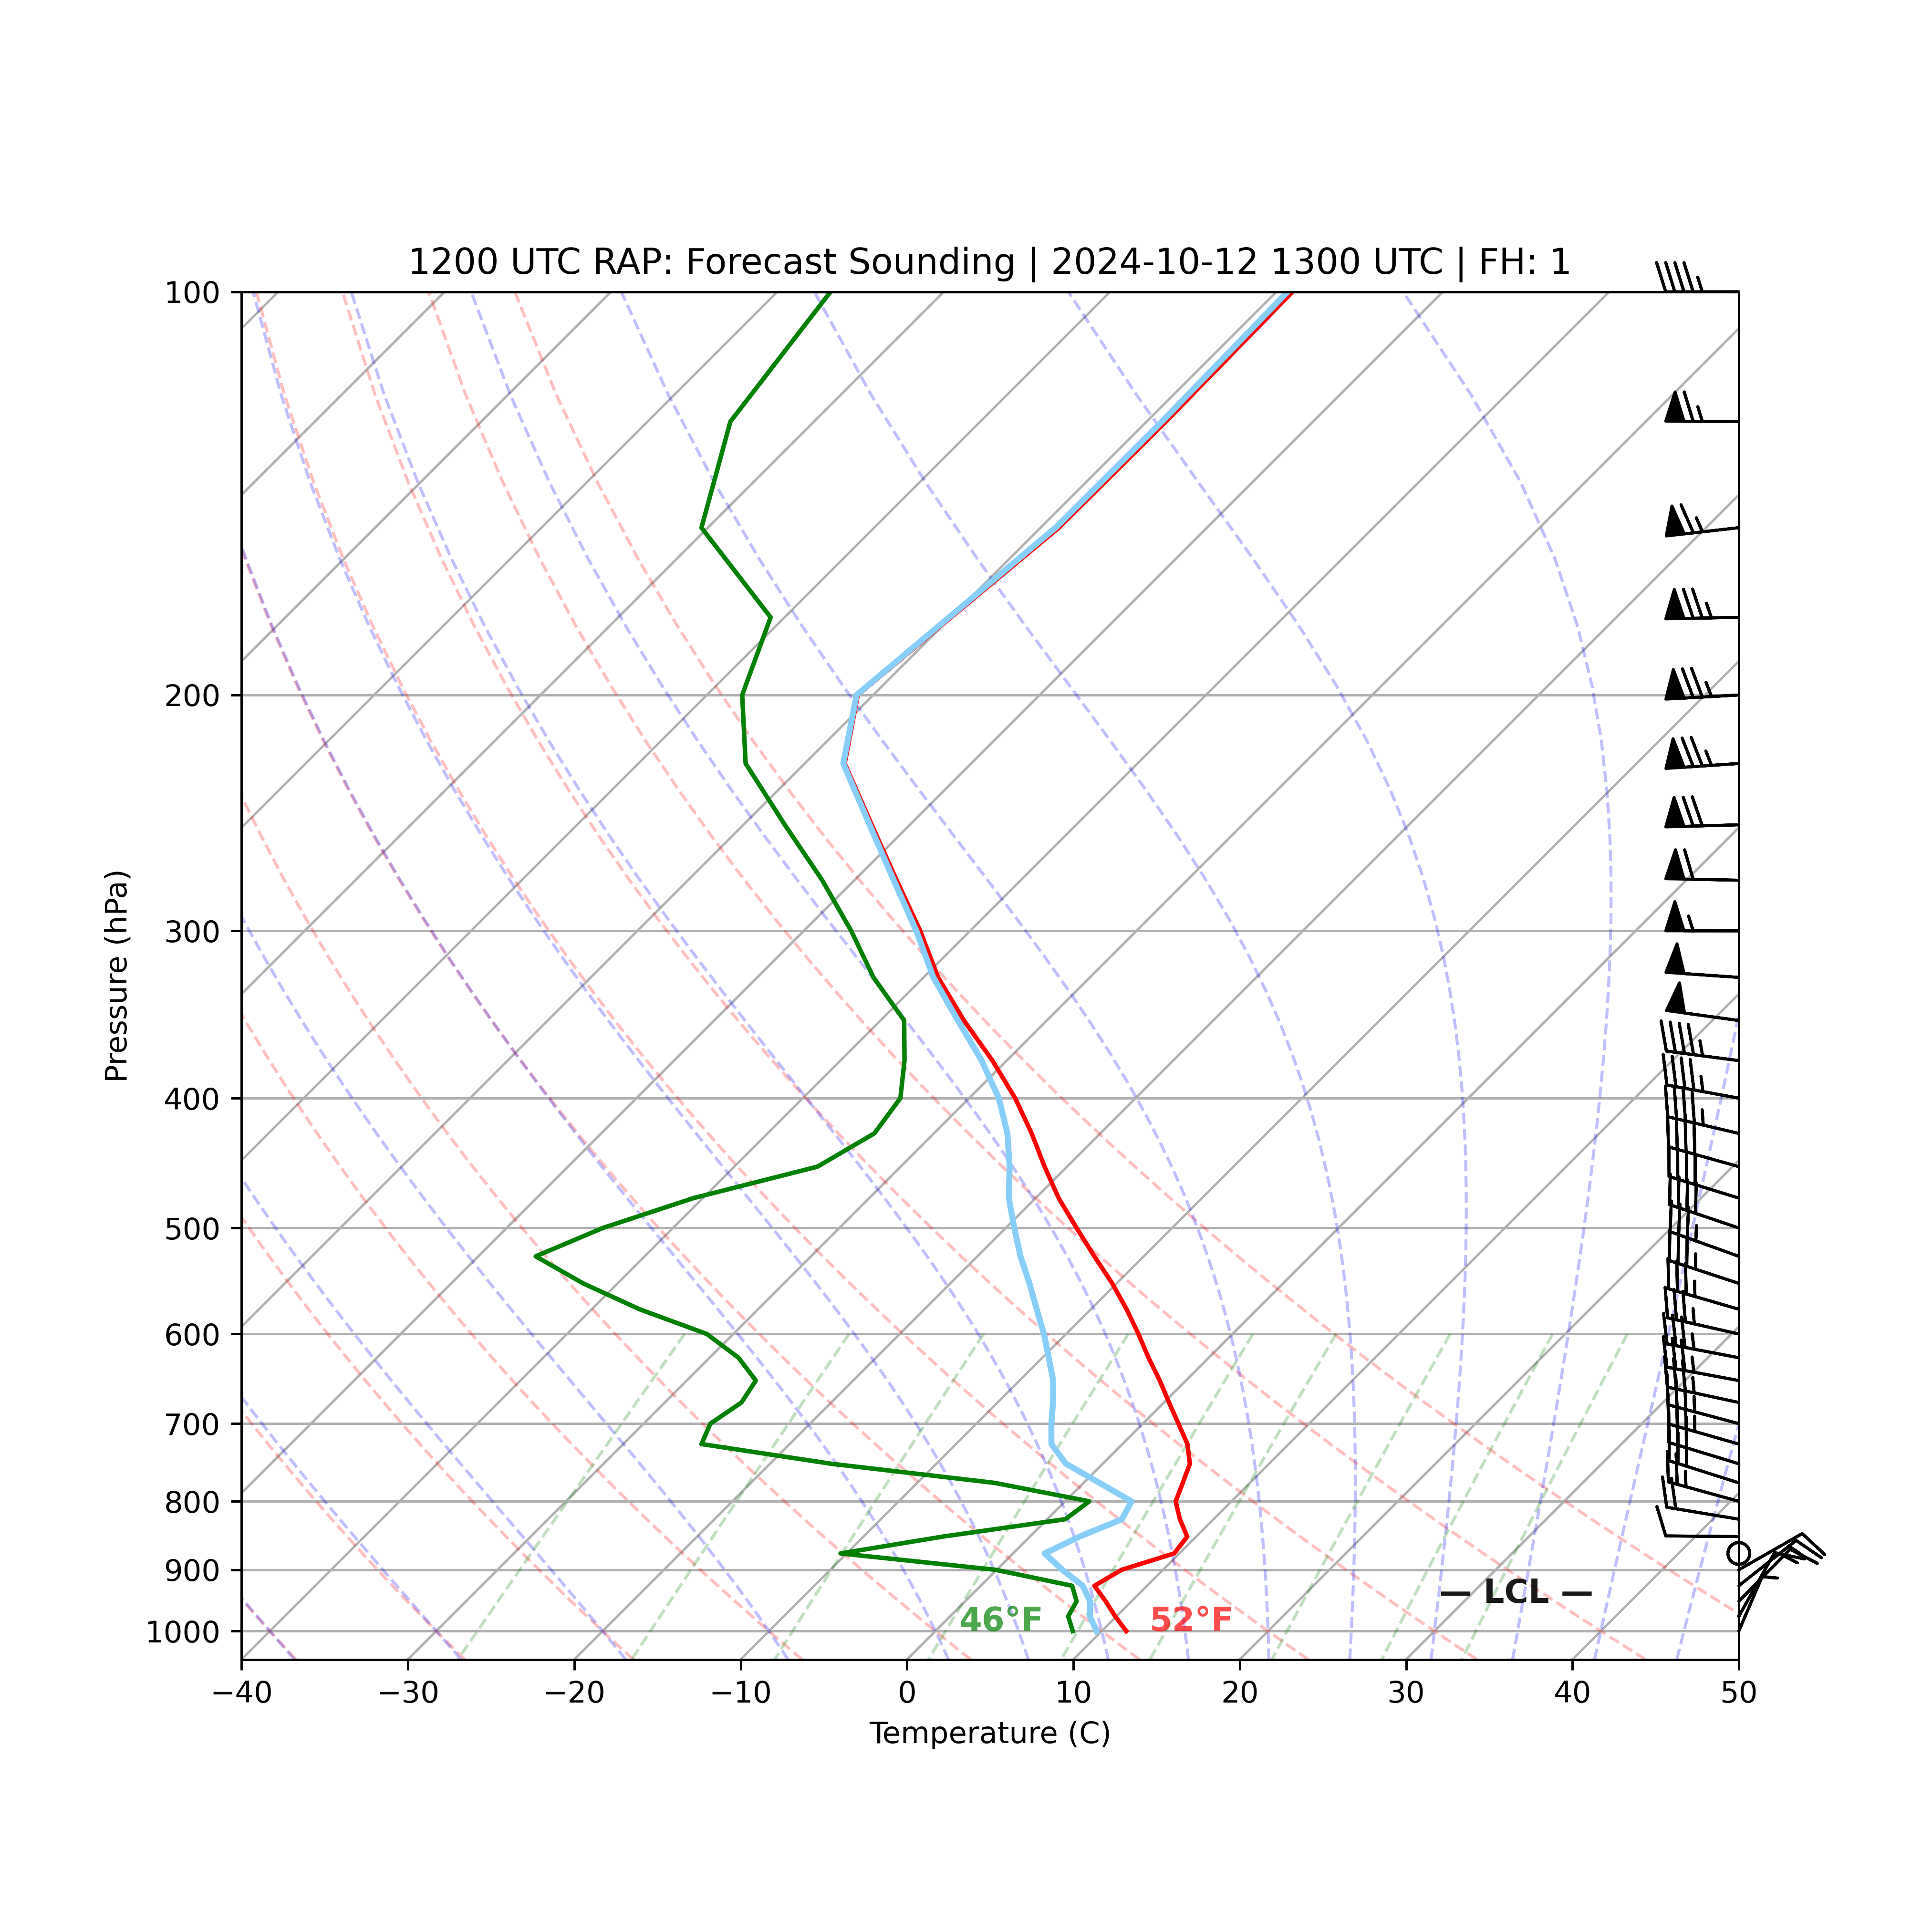 1200 UTC RAP: Forecast Sounding | 2024-10-12 1300 UTC | FH: 1
100
200
300
400
500
600
700
800
900
1000
Pressure (hPa)
— LCL —
46°F
52°F
−40 −30 −20 −10 0 10 20 30 40 50
Temperature (C)